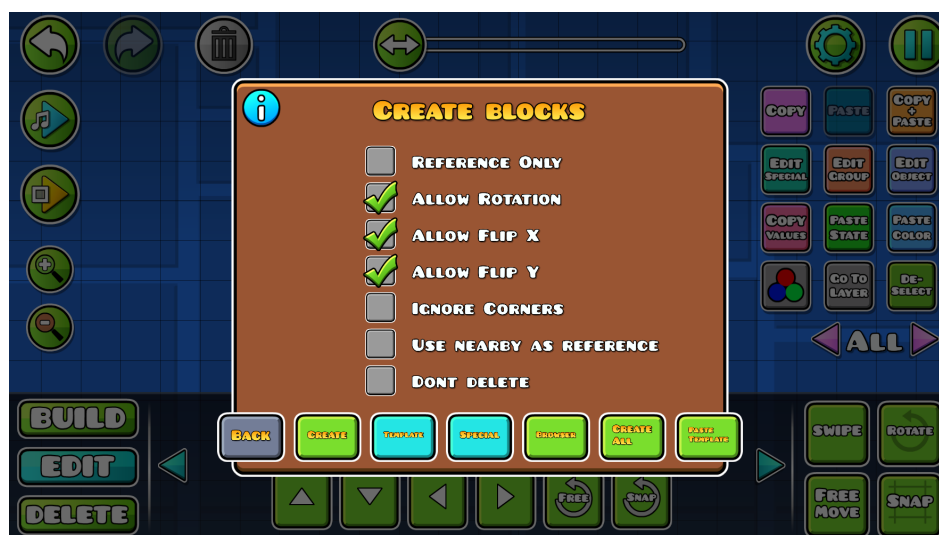 CREATE BLOCKS
REFERENCE ONLY
ALLOW ROTATION
ALLOW FLIP X
ALLOW FLIP Y
IGNORE CORNERS
USE NEARBY AS REFERENCE
DONT DELETE
BACK
CREATE
TEMPLATE
SPECIAL
BROWSER
CREATE
ALL
PASTE
TEMPLATE
COPY
PASTE
COPY
+
PASTE
EDIT
SPECIAL
EDIT
GROUP
EDIT
OBJECT
COPY
VALUES
PASTE
STATE
PASTE
COLOR
GO TO
LAYER
DE-
SELECT
ALL
BUILD
EDIT
DELETE
FREE
SNAP
SWIPE
ROTATE
FREE
MOVE
SNAP